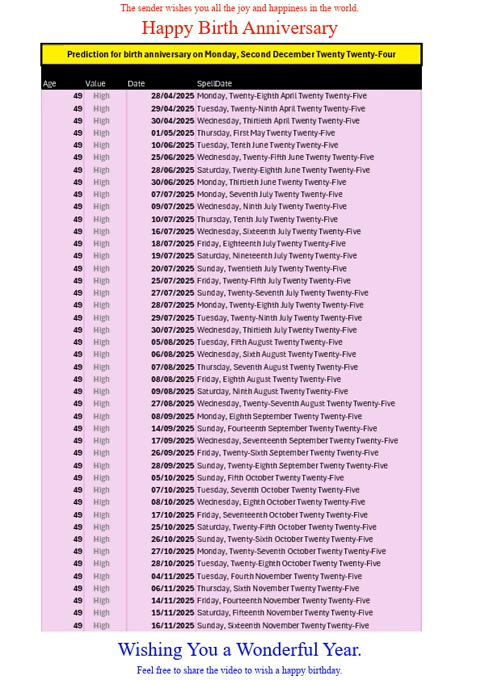 The sender wishes you all the joy and happiness in the world.
Happy Birth Anniversary
Prediction for birth anniversary on Monday, Second December Twenty Twenty-Four
Age Value Date SpellDate
49 High 28/04/2025 Monday, Twenty-Eighth April Twenty Twenty-Five
49 High 29/04/2025 Tuesday, Twenty-Ninth April Twenty Twenty-Five
49 High 30/04/2025 Wednesday, Thirtieth April Twenty Twenty-Five
49 High 01/05/2025 Thursday, First May Twenty Twenty-Five
49 High 10/06/2025 Tuesday, Tenth June Twenty Twenty-Five
49 High 25/06/2025 Wednesday, Twenty-Fifth June Twenty Twenty-Five
49 High 28/06/2025 Saturday, Twenty-Eighth June Twenty Twenty-Five
49 High 30/06/2025 Monday, Thirtieth June Twenty Twenty-Five
49 High 07/07/2025 Monday, Seventh July Twenty Twenty-Five
49 High 09/07/2025 Wednesday, Ninth July Twenty Twenty-Five
49 High 10/07/2025 Thursday, Tenth July Twenty Twenty-Five
49 High 16/07/2025 Wednesday, Sixteenth July Twenty Twenty-Five
49 High 18/07/2025 Friday, Eighteenth July Twenty Twenty-Five
49 High 19/07/2025 Saturday, Nineteenth July Twenty Twenty-Five
49 High 20/07/2025 Sunday, Twentieth July Twenty Twenty-Five
49 High 25/07/2025 Friday, Twenty-Fifth July Twenty Twenty-Five
49 High 27/07/2025 Sunday, Twenty-Seventh July Twenty Twenty-Five
49 High 28/07/2025 Monday, Twenty-Eighth July Twenty Twenty-Five
49 High 29/07/2025 Tuesday, Twenty-Ninth July Twenty Twenty-Five
49 High 30/07/2025 Wednesday, Thirtieth July Twenty Twenty-Five
49 High 05/08/2025 Tuesday, Fifth August Twenty Twenty-Five
49 High 06/08/2025 Wednesday, Sixth August Twenty Twenty-Five
49 High 07/08/2025 Thursday, Seventh August Twenty Twenty-Five
49 High 08/08/2025 Friday, Eighth August Twenty Twenty-Five
49 High 09/08/2025 Saturday, Ninth August Twenty Twenty-Five
49 High 27/08/2025 Wednesday, Twenty-Seventh August Twenty Twenty-Five
49 High 08/09/2025 Monday, Eighth September Twenty Twenty-Five
49 High 14/09/2025 Sunday, Fourteenth September Twenty Twenty-Five
49 High 17/09/2025 Wednesday, Seventeenth September Twenty Twenty-Five
49 High 26/09/2025 Friday, Twenty-Sixth September Twenty Twenty-Five
49 High 28/09/2025 Sunday, Twenty-Eighth September Twenty Twenty-Five
49 High 05/10/2025 Sunday, Fifth October Twenty Twenty-Five
49 High 07/10/2025 Tuesday, Seventh October Twenty Twenty-Five
49 High 08/10/2025 Wednesday, Eighth October Twenty Twenty-Five
49 High 17/10/2025 Friday, Seventeenth October Twenty Twenty-Five
49 High 25/10/2025 Saturday, Twenty-Fifth October Twenty Twenty-Five
49 High 26/10/2025 Sunday, Twenty-Sixth October Twenty Twenty-Five
49 High 27/10/2025 Monday, Twenty-Seventh October Twenty Twenty-Five
49 High 28/10/2025 Tuesday, Twenty-Eighth October Twenty Twenty-Five
49 High 04/11/2025 Tuesday, Fourth November Twenty Twenty-Five
49 High 06/11/2025 Thursday, Sixth November Twenty Twenty-Five
49 High 14/11/2025 Friday, Fourteenth November Twenty Twenty-Five
49 High 15/11/2025 Saturday, Fifteenth November Twenty Twenty-Five
49 High 16/11/2025 Sunday, Sixteenth November Twenty Twenty-Five
Wishing You a Wonderful Year.
Feel free to share the video to wish a happy birthday.